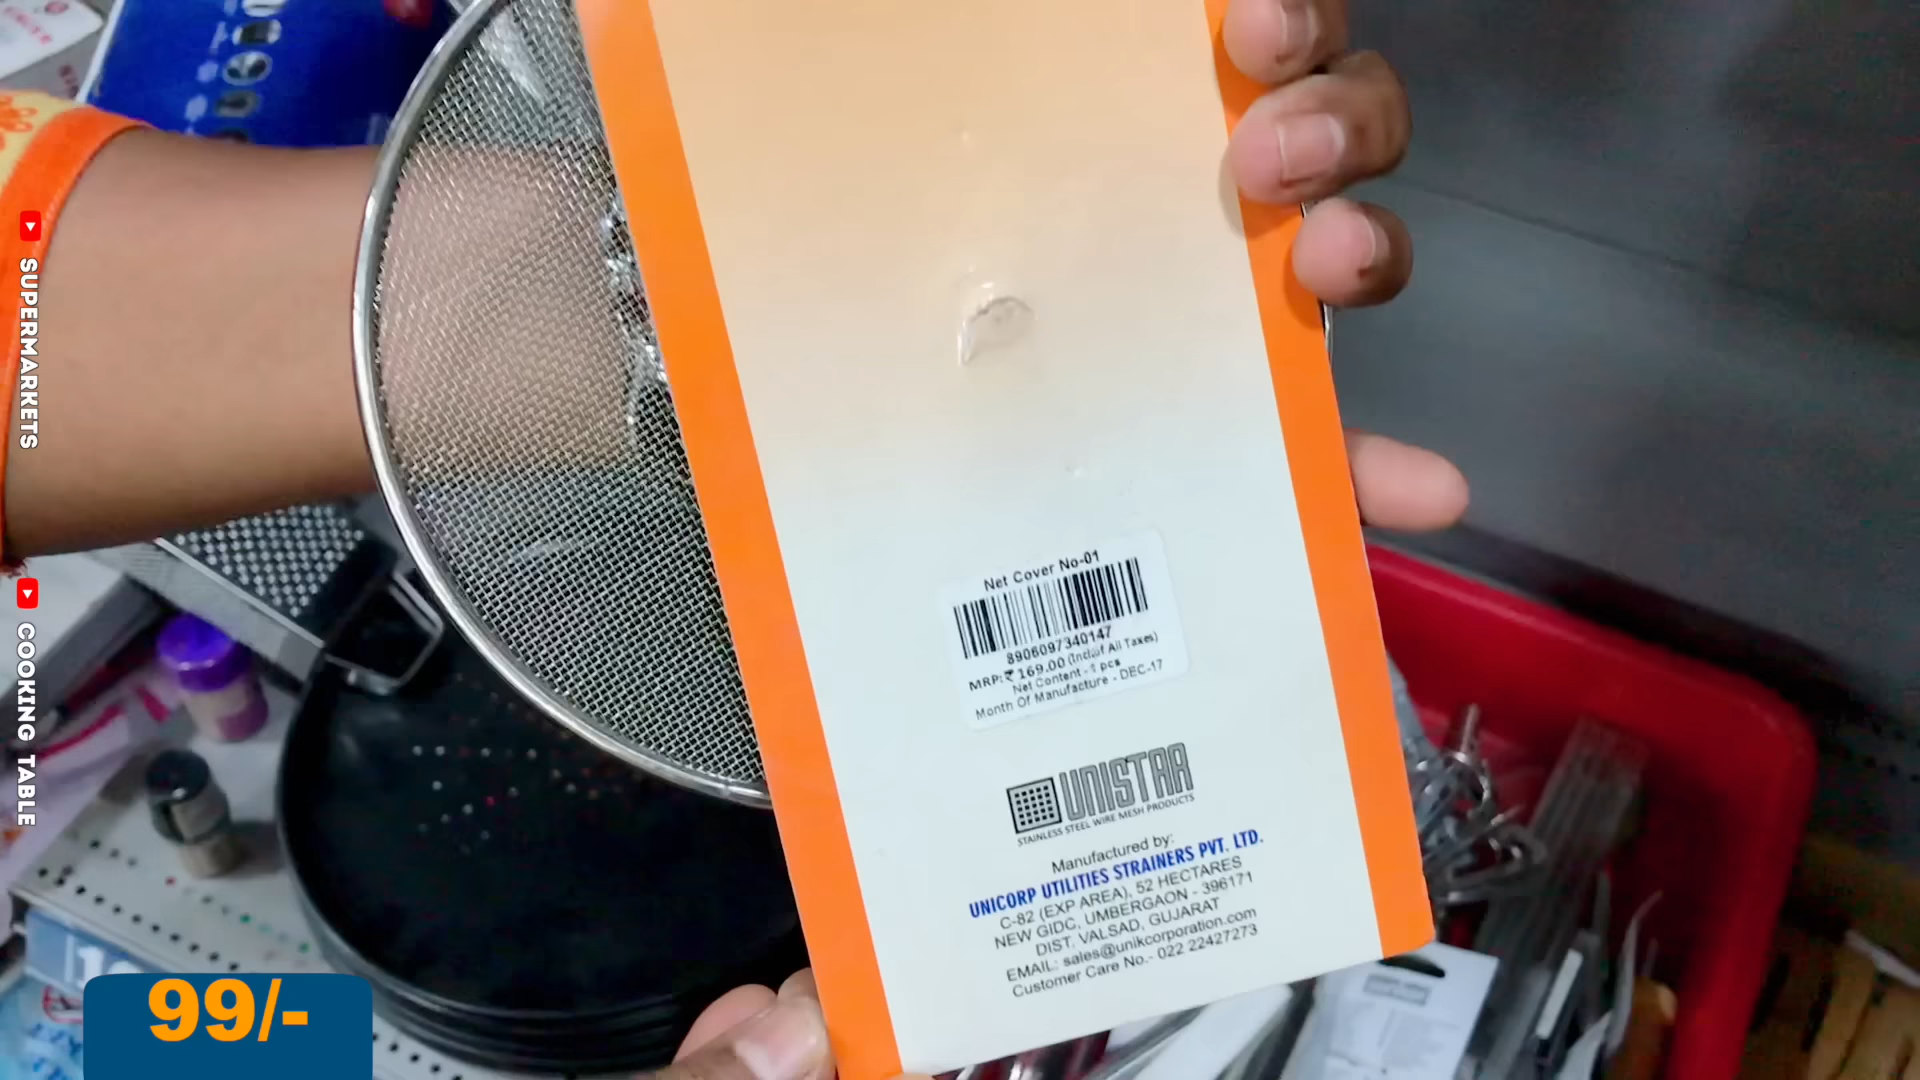 SUPERMARKETS
COOKING TABLE
Net Cover No-01
8906097340147
MRP:₹ 169.00 (Incl.of All Taxes)
Net Content - 1 pcs
Month Of Manufacture - DEC-17
UNISTAR
STAINLESS STEEL WIRE MESH PRODUCTS
Manufactured by:
UNICORP UTILITIES STRAINERS PVT. LTD.
C-82 (EXP AREA), 52 HECTARES
NEW GIDC, UMBERGAON - 396171
DIST. VALSAD, GUJARAT
EMAIL: sales@unikcorporation.com
Customer Care No.- 022 22427273
99/-